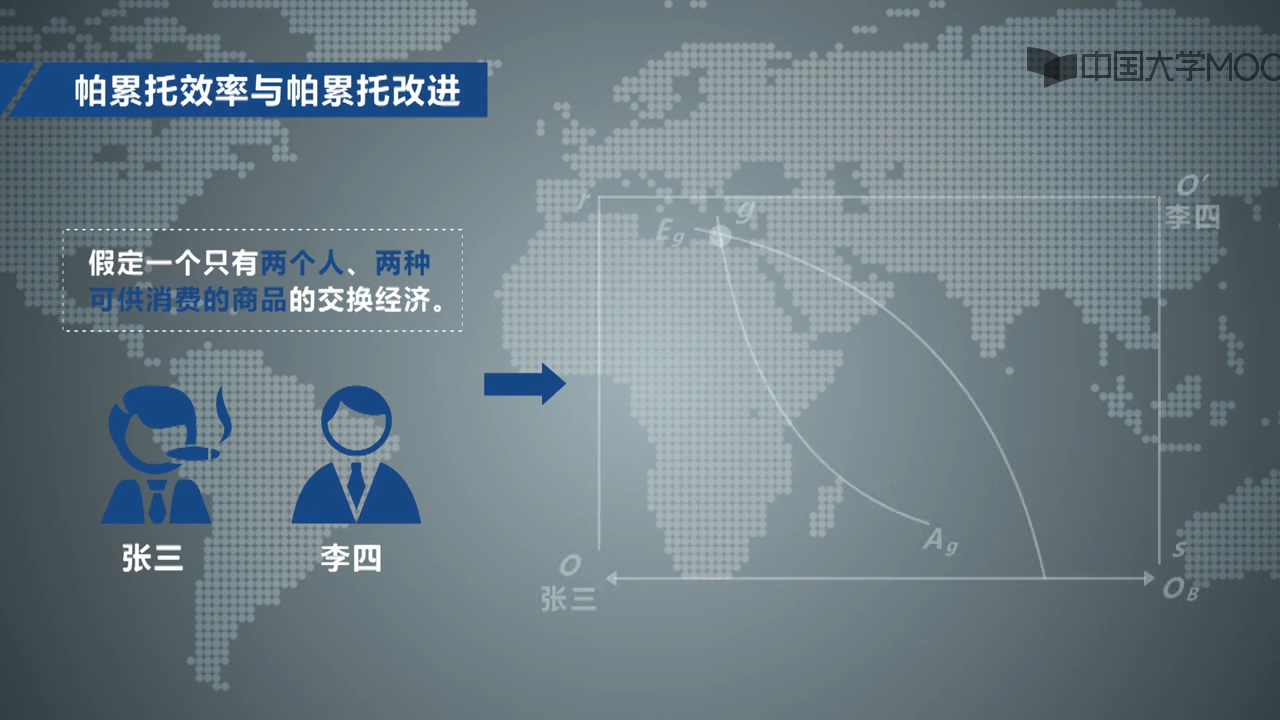 中国大学MOO
帕累托效率与帕累托改进
假定一个只有两个人、两种
可供消费的商品的交换经济。
张三
李四
r
Eg
g
O′
李四
Ag
O
张三
s
OB